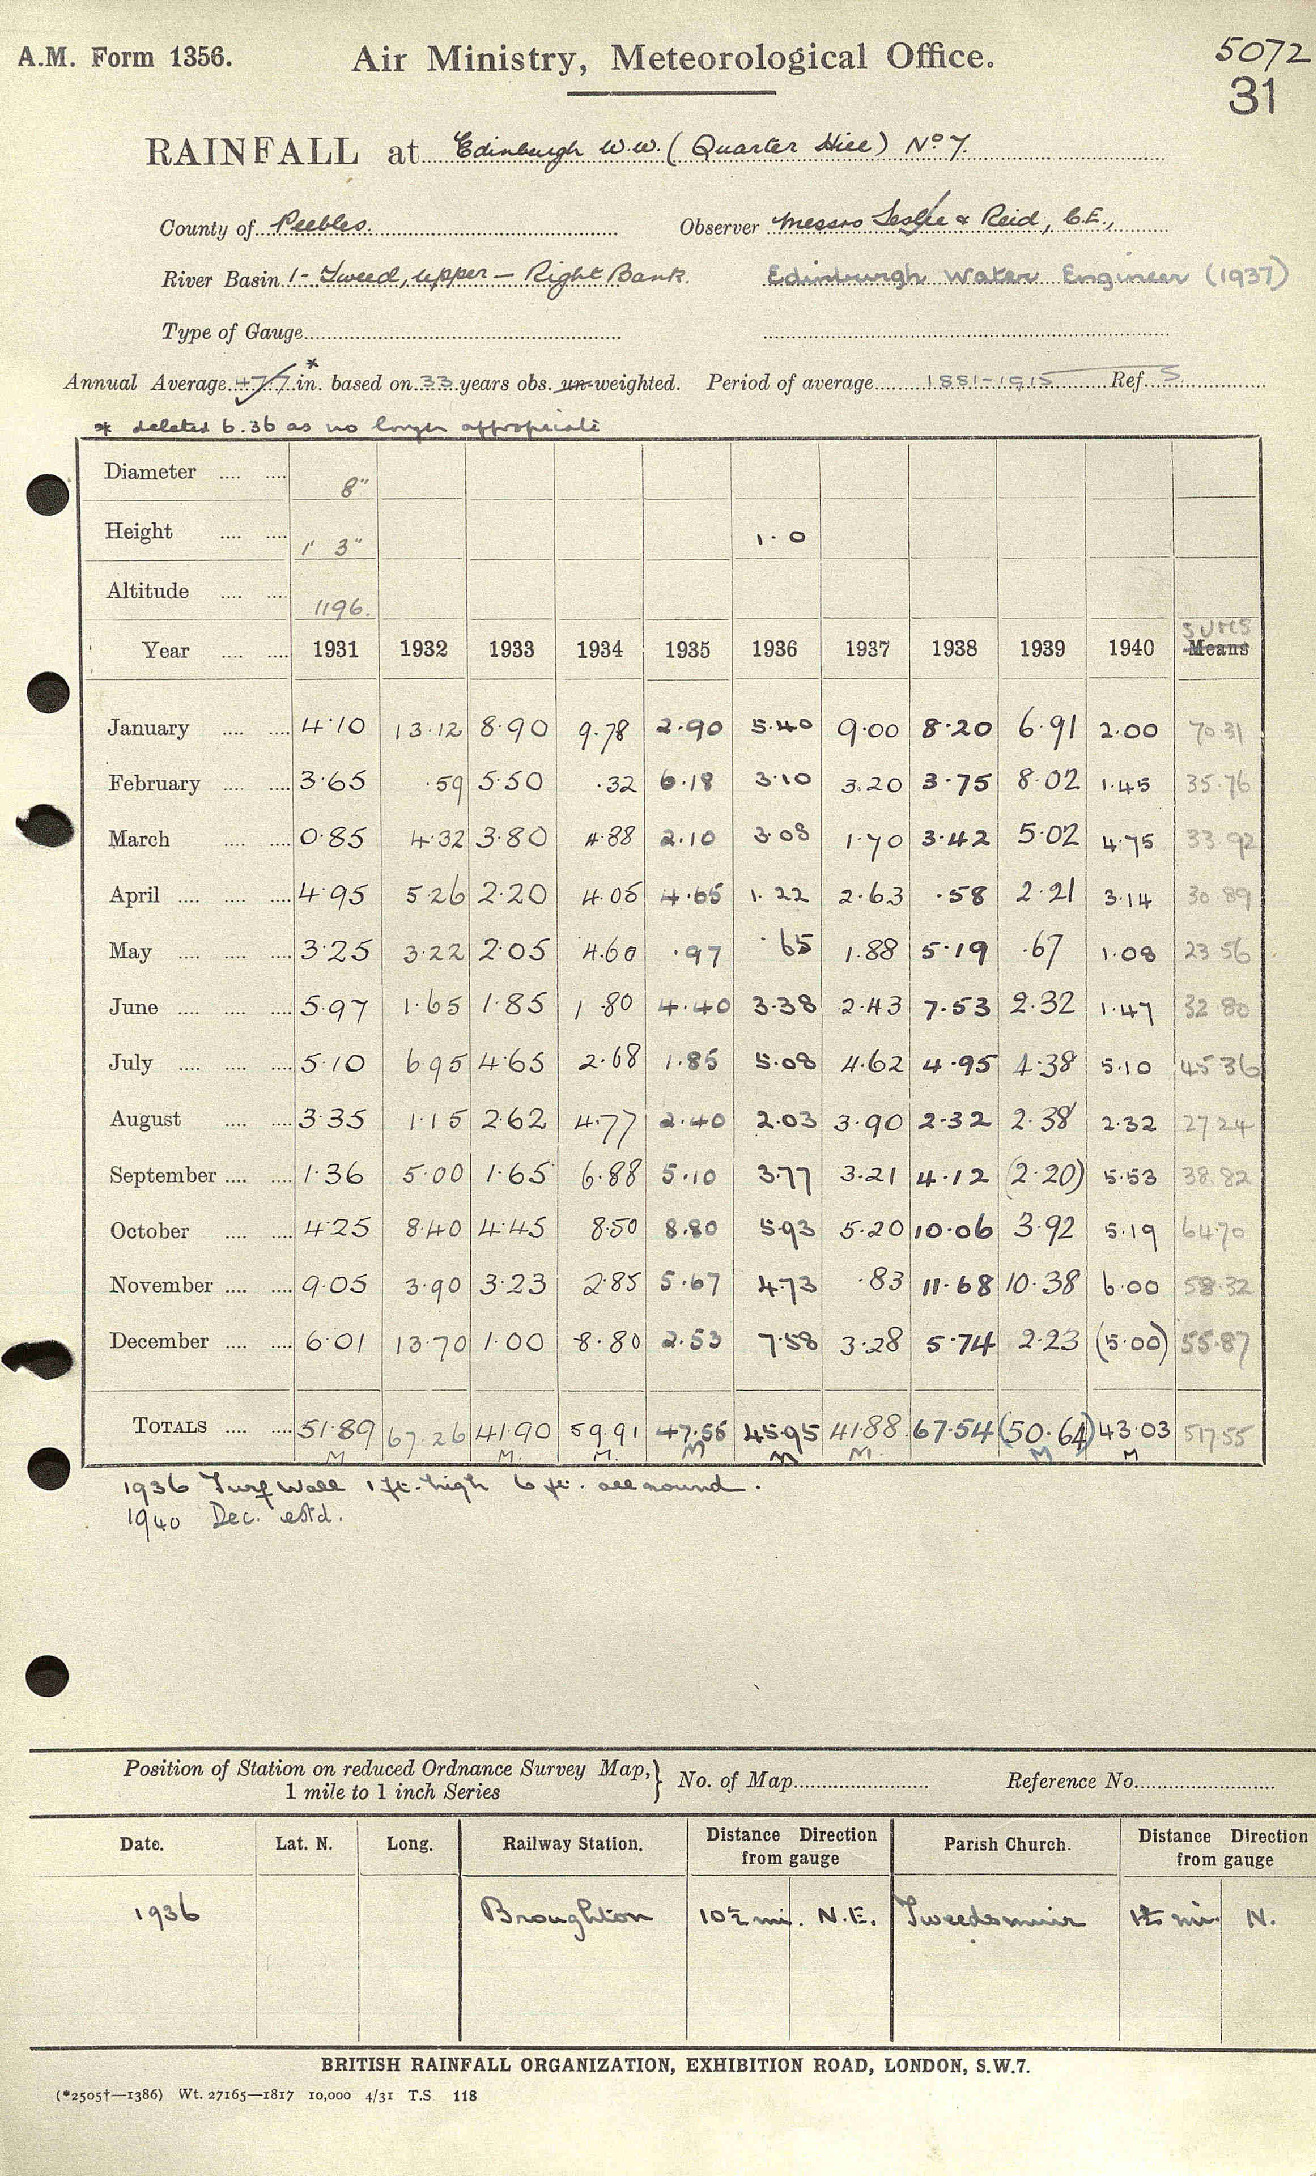 A.M. Form 1356. Air Ministry, Meteorological Office. 5072
31
RAINFALL at Edinburgh W.W. (Quarter Hill) No 7.
County of Peebles. Observer Messrs Leslie & Reid, C.E.,
River Basin 1 - Tweed, upper - Right Bank. Edinburgh Water Engineer (1937)
Type of Gauge
Annual Average 47.7 in.* based on 33 years obs. un-weighted. Period of average 1881-1915 Ref. S.
* deleted 6.36 as no longer appropriate
Diameter 8"
Height 1' 3" 1.0
Altitude 1196.
SUMS
Year 1931 1932 1933 1934 1935 1936 1937 1938 1939 1940 Means
January 4.10 13.12 8.90 9.78 2.90 5.40 9.00 8.20 6.91 2.00 70.31
February 3.65 .59 5.50 .32 6.18 3.10 3.20 3.75 8.02 1.45 35.76
March 0.85 4.32 3.80 4.88 2.10 3.08 1.70 3.42 5.02 4.75 33.92
April 4.95 5.26 2.20 4.05 4.65 1.22 2.63 .58 2.21 3.14 30.89
May 3.25 3.22 2.05 4.60 .97 .65 1.88 5.19 .67 1.08 23.56
June 5.97 1.65 1.85 1.80 4.40 3.38 2.43 7.53 2.32 1.47 32.80
July 5.10 6.95 4.65 2.68 1.85 5.08 4.62 4.95 4.38 5.10 45.36
August 3.35 1.15 2.62 4.77 2.40 2.03 3.90 2.32 2.38 2.32 27.24
September 1.36 5.00 1.65 6.88 5.10 3.77 3.21 4.12 (2.20) 5.53 38.82
October 4.25 8.40 4.45 8.50 8.80 5.93 5.20 10.06 3.92 5.19 64.70
November 9.05 3.90 3.23 2.85 5.67 4.73 .83 11.68 10.38 6.00 58.32
December 6.01 13.70 1.00 8.80 2.53 7.58 3.28 5.74 2.23 (5.00) 55.87
TOTALS 51.89 67.26 41.90 59.91 47.55 45.95 41.88 67.54 (50.64) 43.03 517.55
M M. M. M M M. M M
1936 Turf Wall 1 ft. high 6 ft. all round.
1940 Dec. estd.
Position of Station on reduced Ordnance Survey Map, } No. of Map Reference No.
1 mile to 1 inch Series
Date. Lat. N. Long. Railway Station. Distance Direction from gauge Parish Church. Distance Direction from gauge
1936 Broughton 10½ mi. N.E. Tweedsmuir 1½ mi. N.
BRITISH RAINFALL ORGANIZATION, EXHIBITION ROAD, LONDON, S.W.7.
(*2505†—1386) Wt. 27165—1817 10,000 4/31 T.S. 118